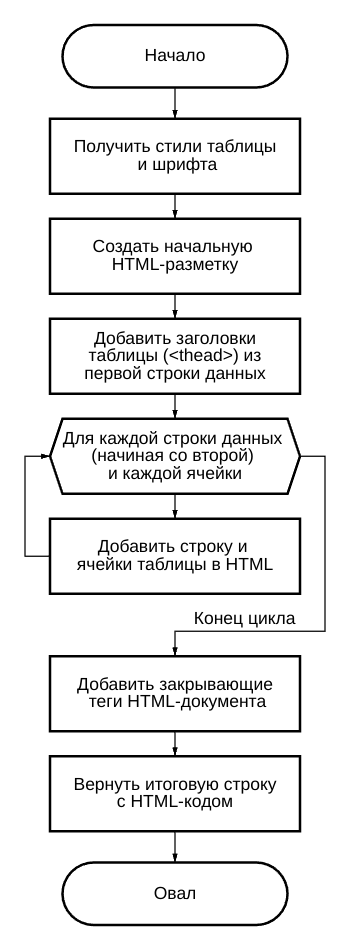 Начало
Получить стили таблицы
и шрифта
Создать начальную
HTML-разметку
Добавить заголовки
таблицы (<thead>) из
первой строки данных
Для каждой строки данных
(начиная со второй)
и каждой ячейки
Добавить строку и
ячейки таблицы в HTML
Конец цикла
Добавить закрывающие
теги HTML-документа
Вернуть итоговую строку
с HTML-кодом
Овал